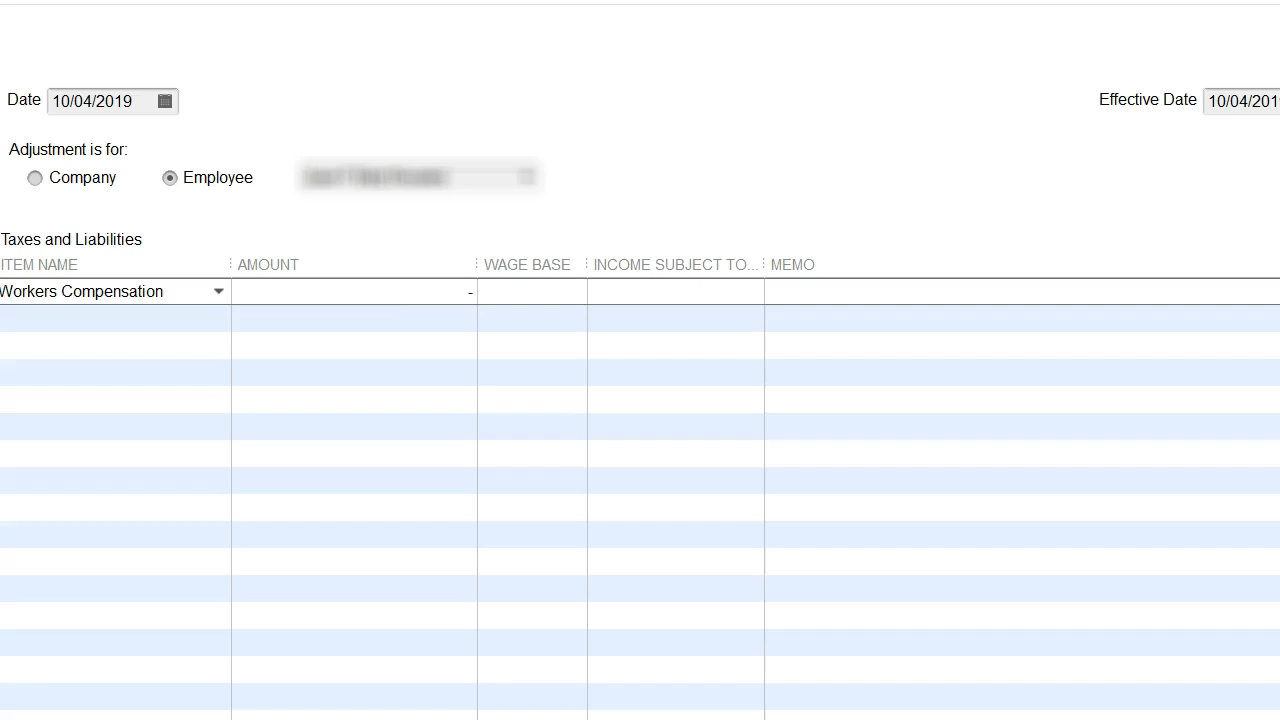 Date 10/04/2019 Effective Date 10/04/201
Adjustment is for:
Company Employee
Taxes and Liabilities
ITEM NAME AMOUNT WAGE BASE INCOME SUBJECT TO... MEMO
Workers Compensation -